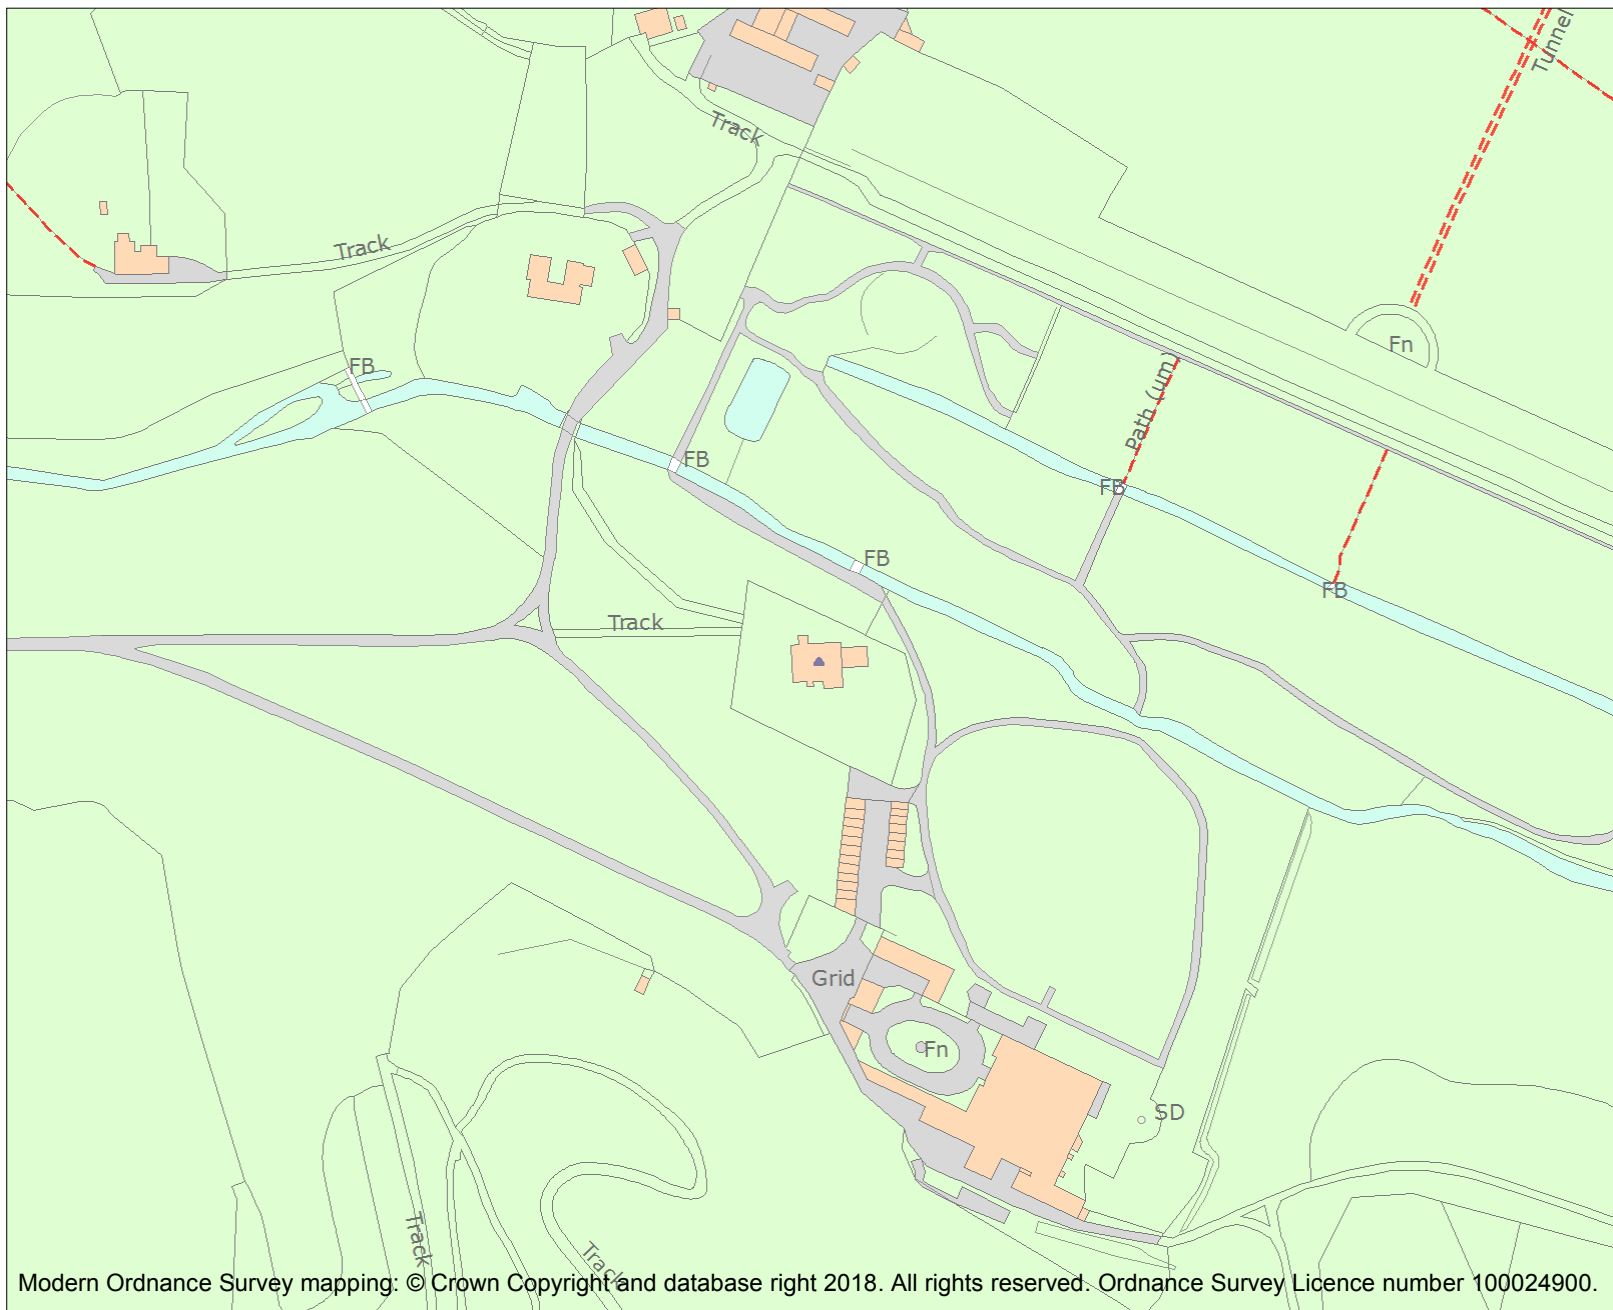 Tunnel
Track
Track
Fn
FB
Path (um)
FB
FB
FB
FB
Track
Grid
Fn
SD
Track
Track
Modern Ordnance Survey mapping: © Crown Copyright and database right 2018. All rights reserved. Ordnance Survey Licence number 100024900.